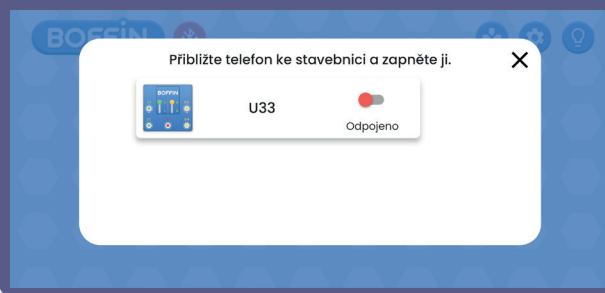 BOFFIN
Přibližte telefon ke stavebnici a zapněte ji.
BOFFIN
U33
Odpojeno